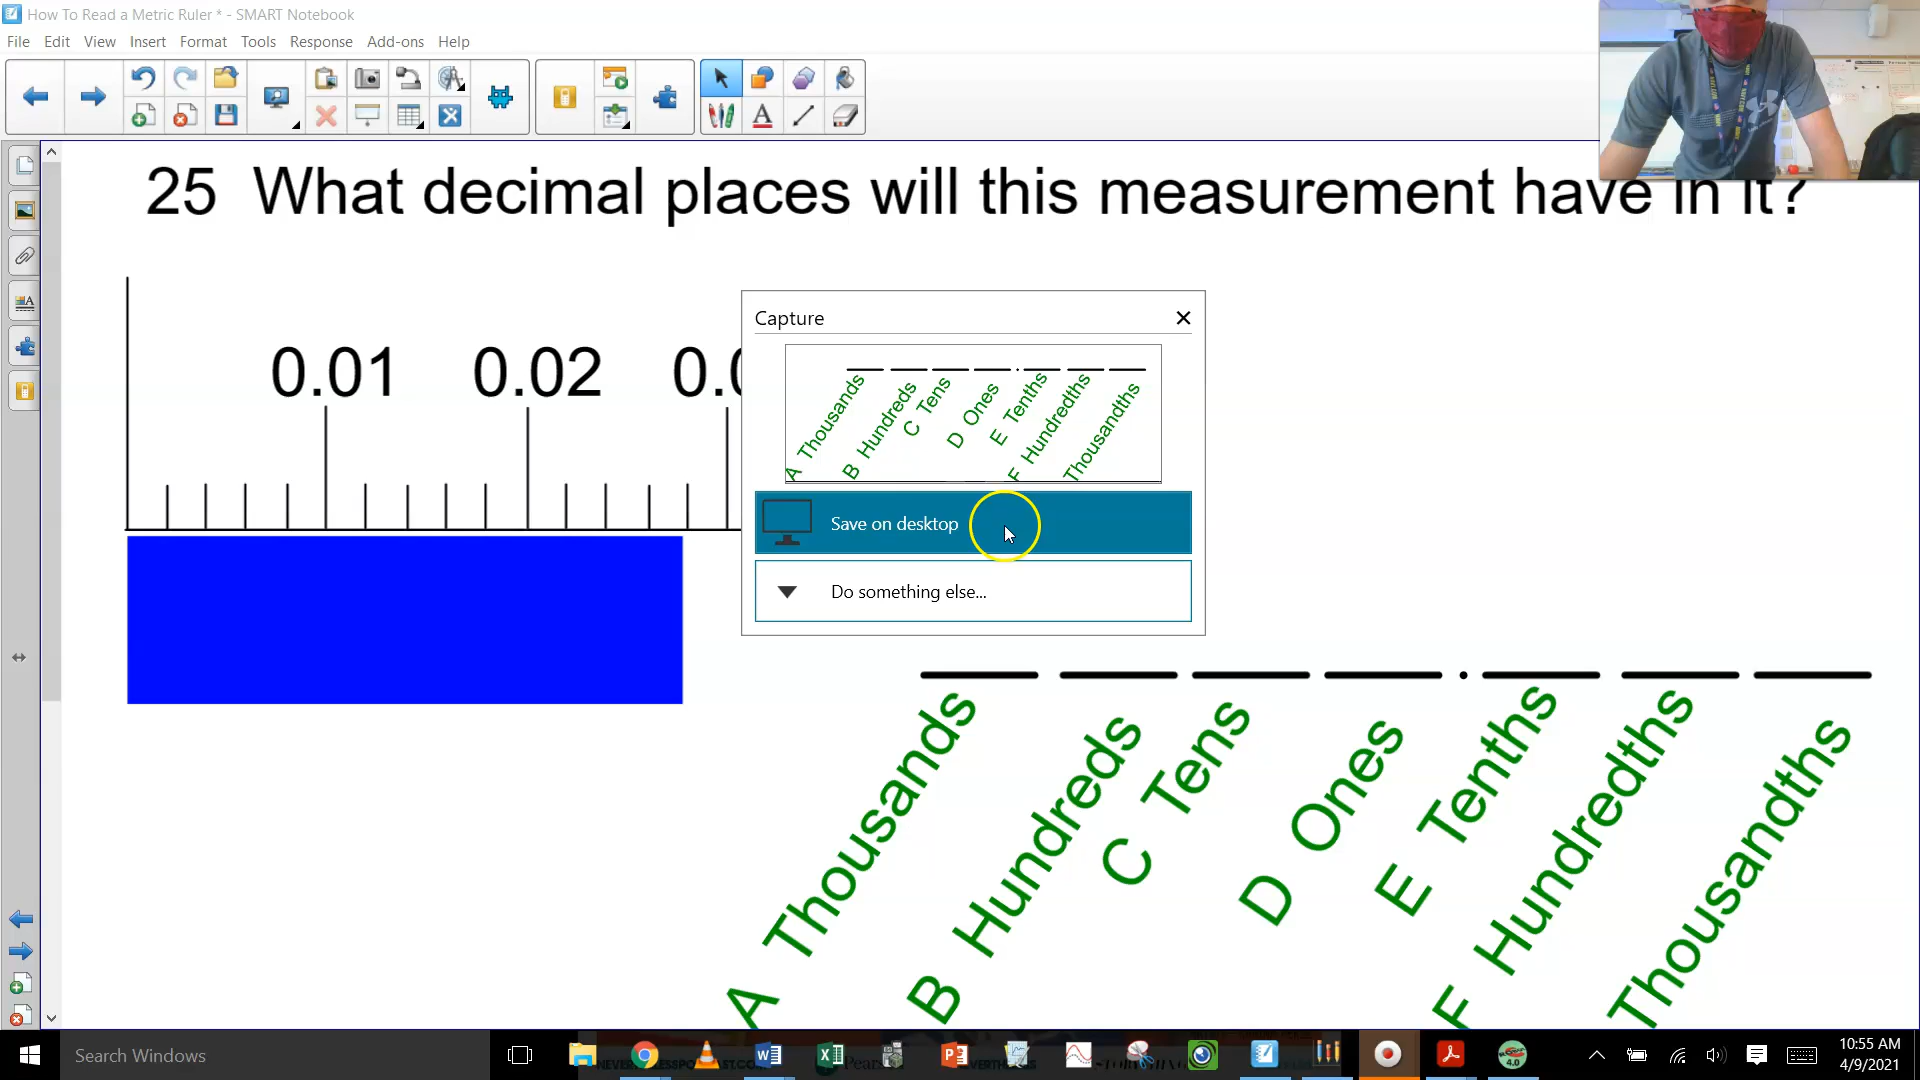 How To Read a Metric Ruler * - SMART Notebook
File Edit View Insert Format Tools Response Add-ons Help
25 What decimal places will this measurement have in it?
0.01 0.02 0.0
Capture
A Thousands
B Hundreds
C Tens
D Ones
E Tenths
F Hundredths
Thousandths
Save on desktop
Do something else...
A Thousands
B Hundreds
C Tens
D Ones
E Tenths
F Hundredths
Thousandths
Search Windows
10:55 AM
4/9/2021